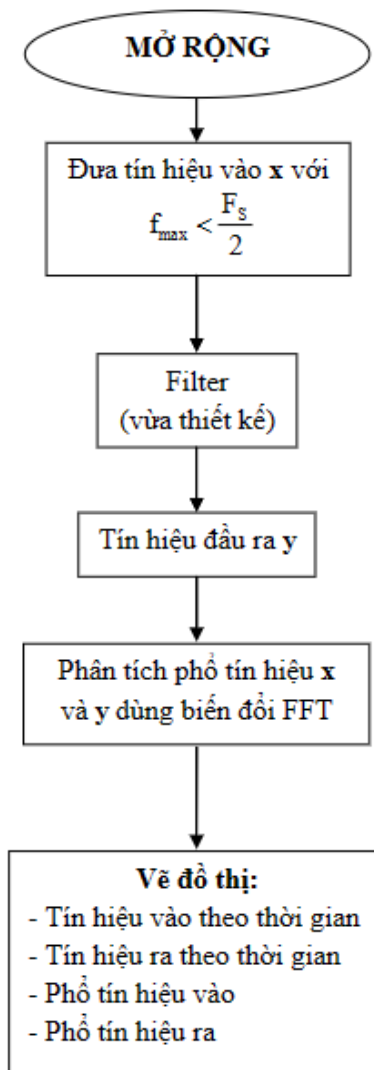 MỞ RỘNG
Đưa tín hiệu vào x với
f_max < F_S/2
Filter
(vừa thiết kế)
Tín hiệu đầu ra y
Phân tích phổ tín hiệu x
và y dùng biến đổi FFT
Vẽ đồ thị:
- Tín hiệu vào theo thời gian
- Tín hiệu ra theo thời gian
- Phổ tín hiệu vào
- Phổ tín hiệu ra